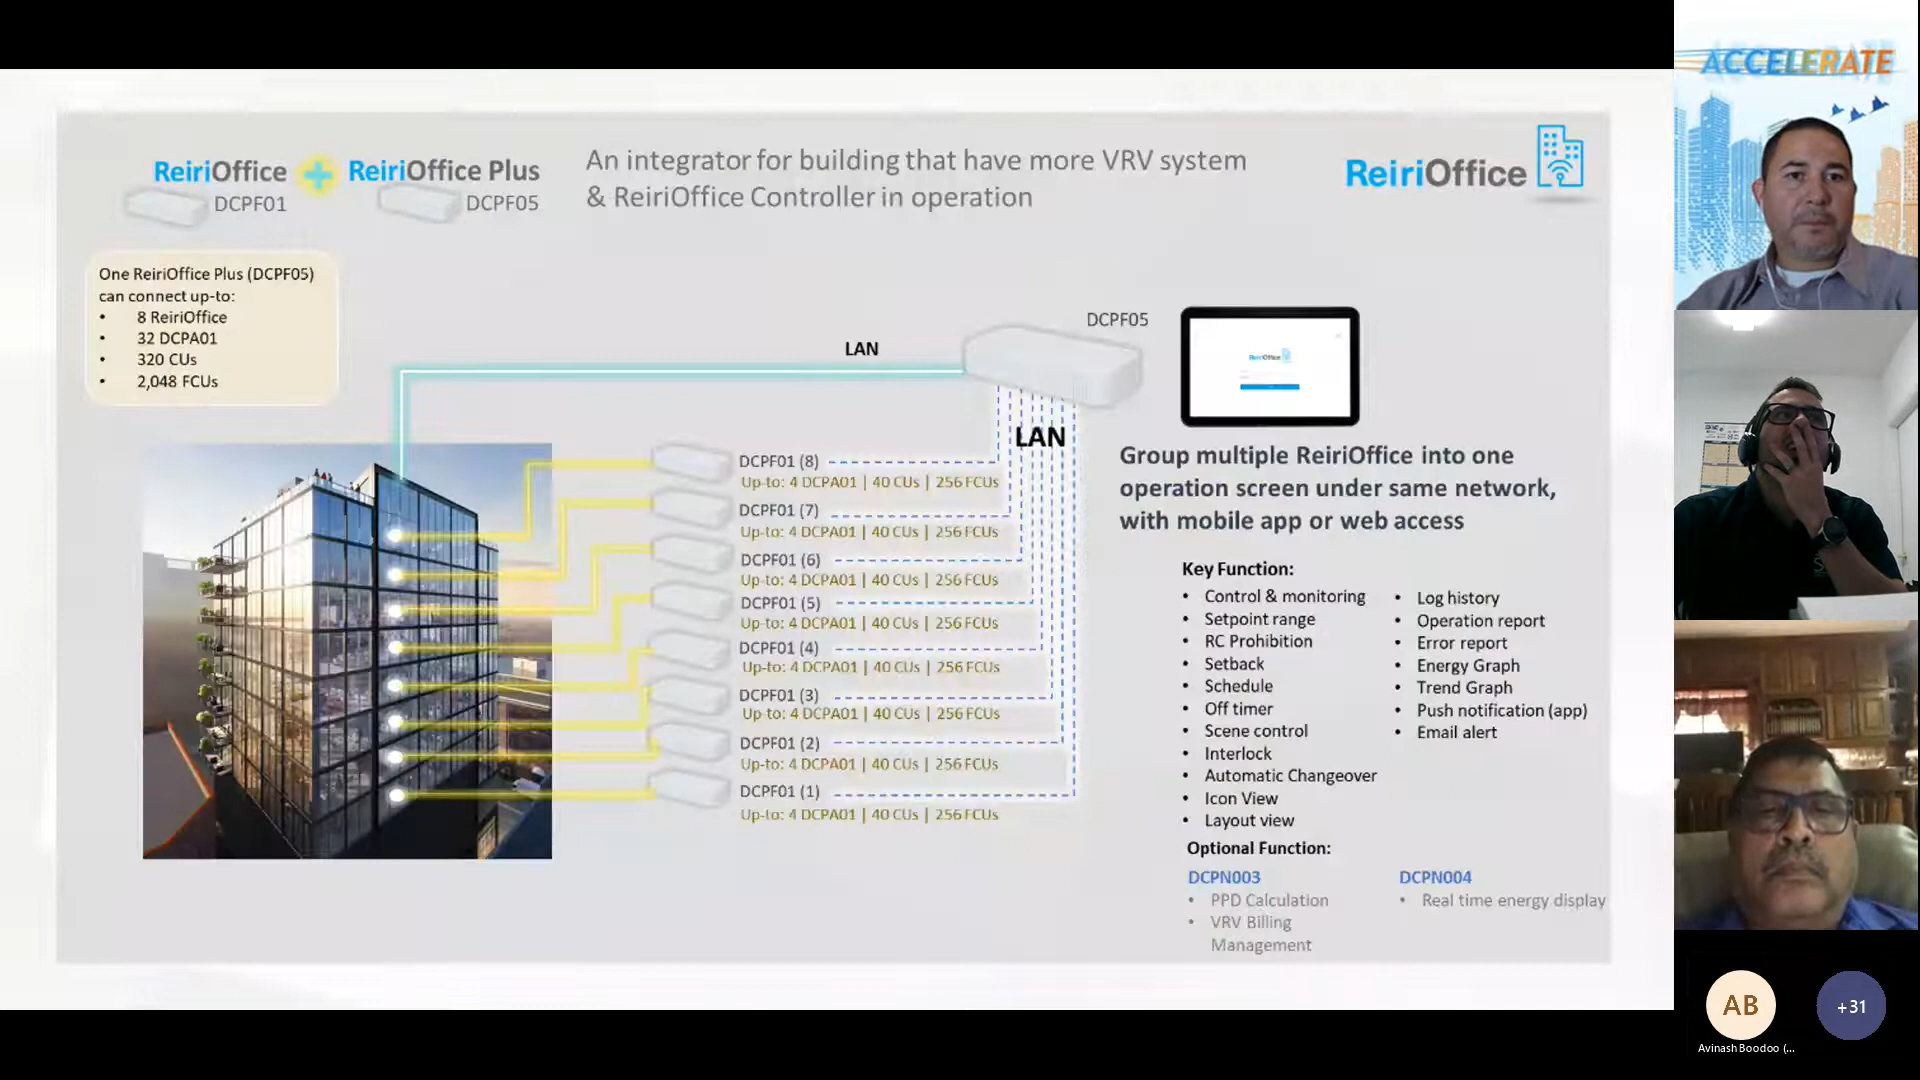 ACCELERATE
ReiriOffice
DCPF01
ReiriOffice Plus
DCPF05
An integrator for building that have more VRV system
& ReiriOffice Controller in operation
ReiriOffice
One ReiriOffice Plus (DCPF05)
can connect up-to:
• 8 ReiriOffice
• 32 DCPA01
• 320 CUs
• 2,048 FCUs
LAN
DCPF05
ReiriOffice
LAN
DCPF01 (8)
Up-to: 4 DCPA01 | 40 CUs | 256 FCUs
DCPF01 (7)
Up-to: 4 DCPA01 | 40 CUs | 256 FCUs
DCPF01 (6)
Up-to: 4 DCPA01 | 40 CUs | 256 FCUs
DCPF01 (5)
Up-to: 4 DCPA01 | 40 CUs | 256 FCUs
DCPF01 (4)
Up-to: 4 DCPA01 | 40 CUs | 256 FCUs
DCPF01 (3)
Up-to: 4 DCPA01 | 40 CUs | 256 FCUs
DCPF01 (2)
Up-to: 4 DCPA01 | 40 CUs | 256 FCUs
DCPF01 (1)
Up-to: 4 DCPA01 | 40 CUs | 256 FCUs
Group multiple ReiriOffice into one
operation screen under same network,
with mobile app or web access
Key Function:
• Control & monitoring
• Setpoint range
• RC Prohibition
• Setback
• Schedule
• Off timer
• Scene control
• Interlock
• Automatic Changeover
• Icon View
• Layout view
• Log history
• Operation report
• Error report
• Energy Graph
• Trend Graph
• Push notification (app)
• Email alert
Optional Function:
DCPN003
• PPD Calculation
• VRV Billing
Management
DCPN004
• Real time energy display
AB
+31
Avinash Boodoo (...